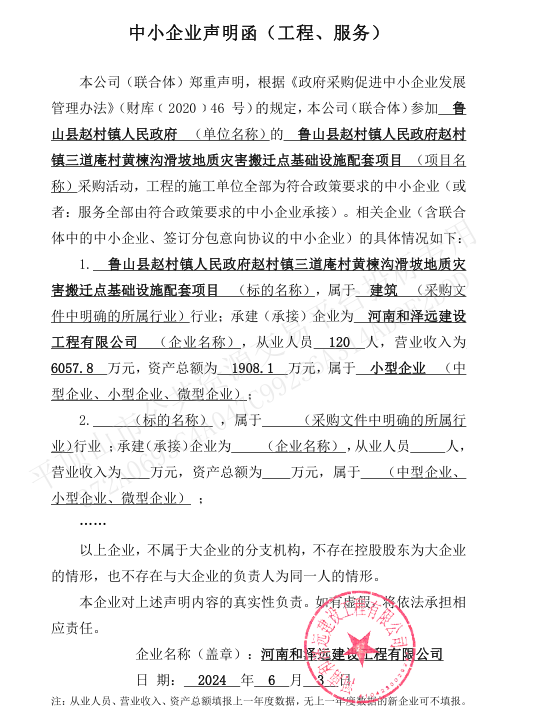 中小企业声明函（工程、服务）
本公司（联合体）郑重声明，根据《政府采购促进中小企业发展
管理办法》（财库﹝2020﹞46 号）的规定，本公司（联合体）参加 鲁
山县赵村镇人民政府 （单位名称）的 鲁山县赵村镇人民政府赵村
镇三道庵村黄楝沟滑坡地质灾害搬迁点基础设施配套项目 （项目名
称）采购活动，工程的施工单位全部为符合政策要求的中小企业（或
者：服务全部由符合政策要求的中小企业承接）。相关企业（含联合
体中的中小企业、签订分包意向协议的中小企业）的具体情况如下：
1. 鲁山县赵村镇人民政府赵村镇三道庵村黄楝沟滑坡地质灾
害搬迁点基础设施配套项目 （标的名称），属于 建筑 （采购文
件中明确的所属行业）行业；承建（承接）企业为 河南和泽远建设
工程有限公司 （企业名称），从业人员 120 人，营业收入为
6057.8 万元，资产总额为 1908.1 万元，属于 小型企业 （中
型企业、小型企业、微型企业）；
2. （标的名称） ，属于 （采购文件中明确的所属行
业）行业 ；承建（承接）企业为 （企业名称），从业人员 人，
营业收入为 万元，资产总额为 万元，属于 （中型企业、
小型企业、微型企业） ；
……
以上企业，不属于大企业的分支机构，不存在控股股东为大企业
的情形，也不存在与大企业的负责人为同一人的情形。
本企业对上述声明内容的真实性负责。如有虚假，将依法承担相
应责任。
企业名称（盖章）：河南和泽远建设工程有限公司
日 期： 2024 年 6 月 3 日
注：从业人员、营业收入、资产总额填报上一年度数据，无上一年度数据的新企业可不填报。
河南和泽远建设工程有限公司